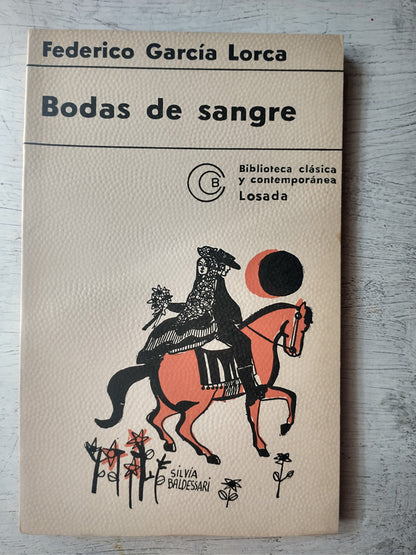 Federico García Lorca
Bodas de sangre
B
Biblioteca clásica
y contemporánea
Losada
SILVIA
BALDESSARI